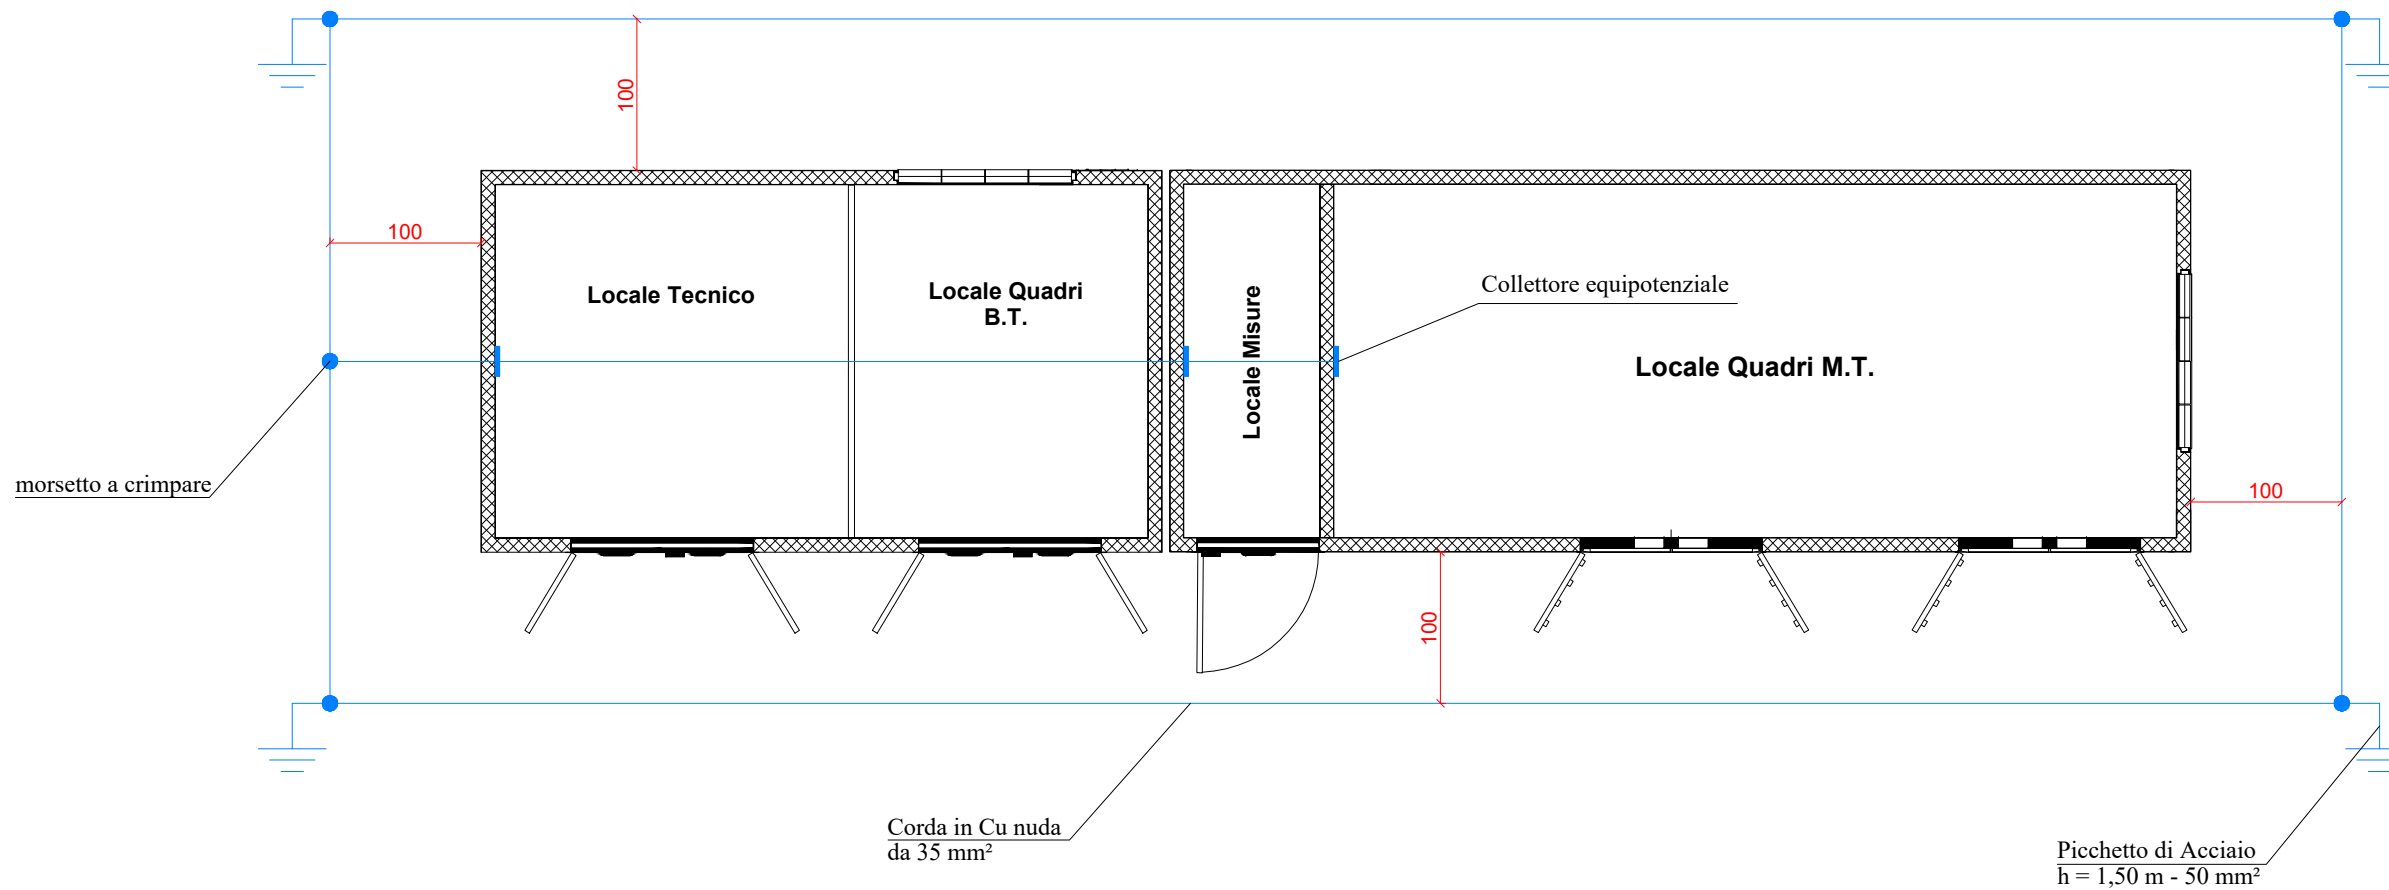 100
100
Locale Tecnico
Locale Quadri
B.T.
Locale Misure
Collettore equipotenziale
Locale Quadri M.T.
morsetto a crimpare
100
100
Corda in Cu nuda
da 35 mm²
Picchetto di Acciaio
h = 1,50 m - 50 mm²